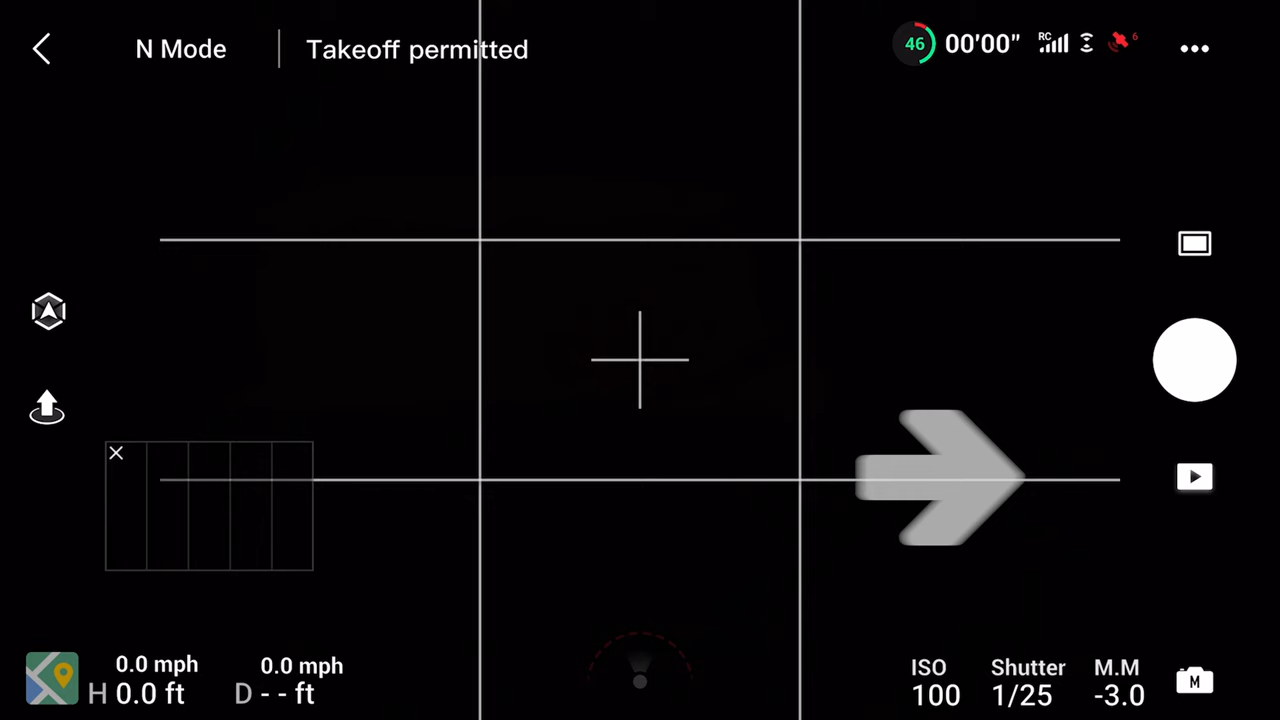 N Mode
Takeoff permitted
46
00'00"
RC
6
0.0 mph
0.0 mph
H 0.0 ft
D - - ft
ISO
100
Shutter
1/25
M.M
-3.0
M